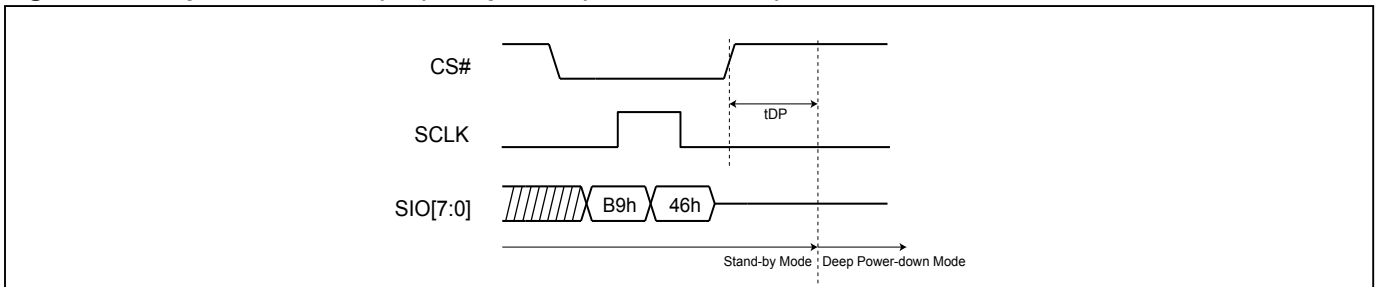 CS#
tDP
SCLK
SIO[7:0]
B9h
46h
Stand-by Mode
Deep Power-down Mode